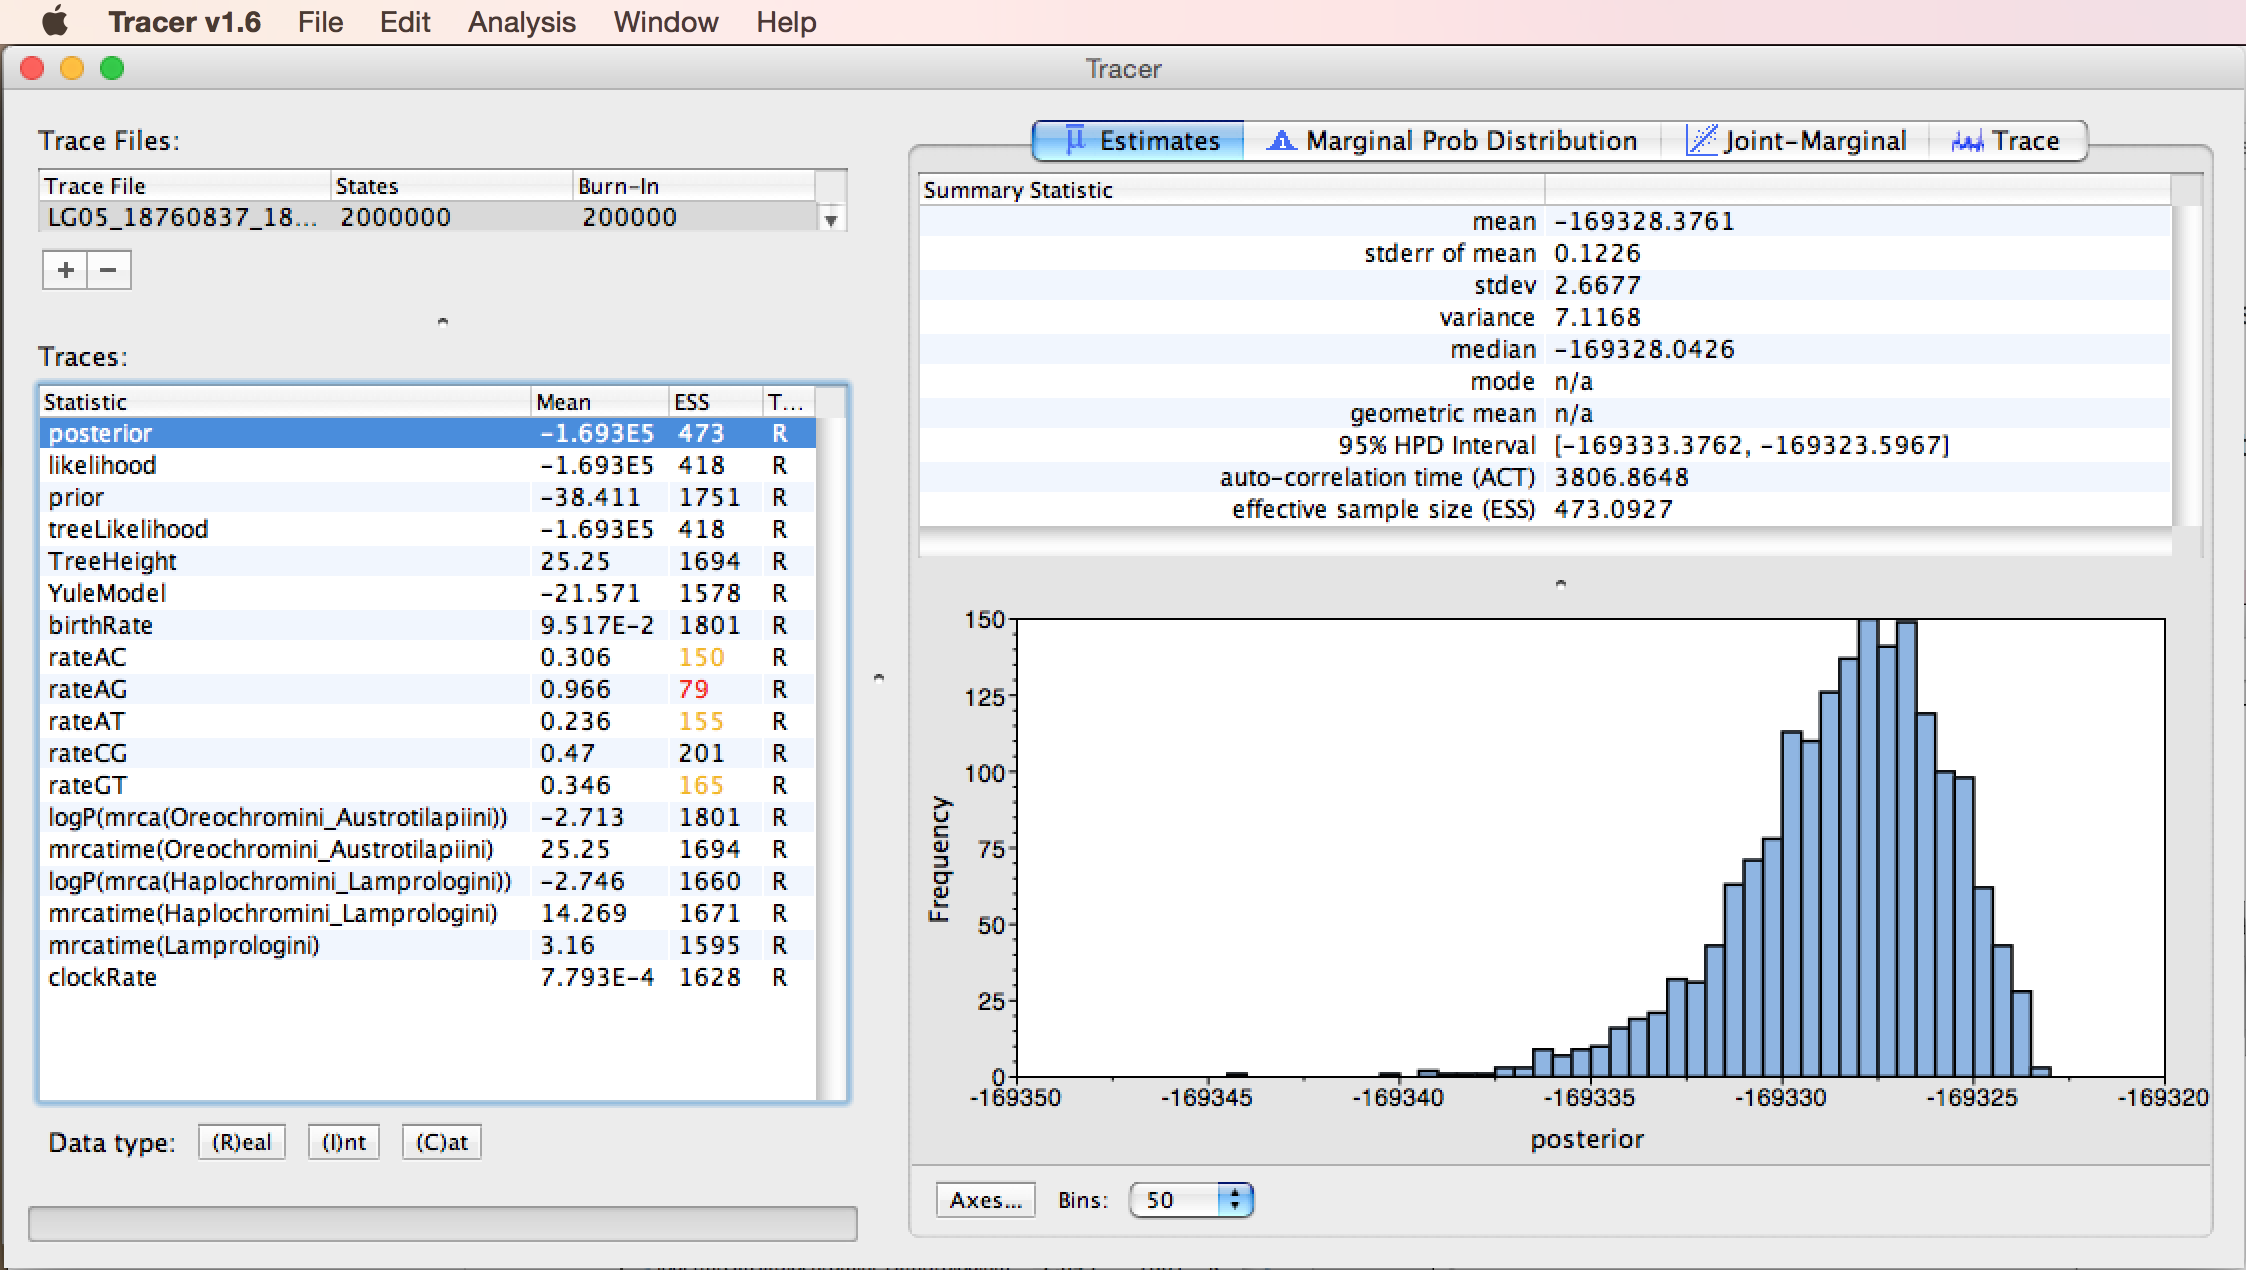 Tracer v1.6 File Edit Analysis Window Help
Tracer
Trace Files:
Trace File States Burn-In
LG05_18760837_18... 2000000 200000
+ −
Traces:
Statistic Mean ESS T...
posterior -1.693E5 473 R
likelihood -1.693E5 418 R
prior -38.411 1751 R
treeLikelihood -1.693E5 418 R
TreeHeight 25.25 1694 R
YuleModel -21.571 1578 R
birthRate 9.517E-2 1801 R
rateAC 0.306 150 R
rateAG 0.966 79 R
rateAT 0.236 155 R
rateCG 0.47 201 R
rateGT 0.346 165 R
logP(mrca(Oreochromini_Austrotilapiini)) -2.713 1801 R
mrcatime(Oreochromini_Austrotilapiini) 25.25 1694 R
logP(mrca(Haplochromini_Lamprologini)) -2.746 1660 R
mrcatime(Haplochromini_Lamprologini) 14.269 1671 R
mrcatime(Lamprologini) 3.16 1595 R
clockRate 7.793E-4 1628 R
Data type: (R)eal (I)nt (C)at
Estimates Marginal Prob Distribution Joint-Marginal Trace
Summary Statistic
mean -169328.3761
stderr of mean 0.1226
stdev 2.6677
variance 7.1168
median -169328.0426
mode n/a
geometric mean n/a
95% HPD Interval [-169333.3762, -169323.5967]
auto-correlation time (ACT) 3806.8648
effective sample size (ESS) 473.0927
150
125
100
75
50
25
0
Frequency
-169350 -169345 -169340 -169335 -169330 -169325 -169320
posterior
Axes... Bins: 50